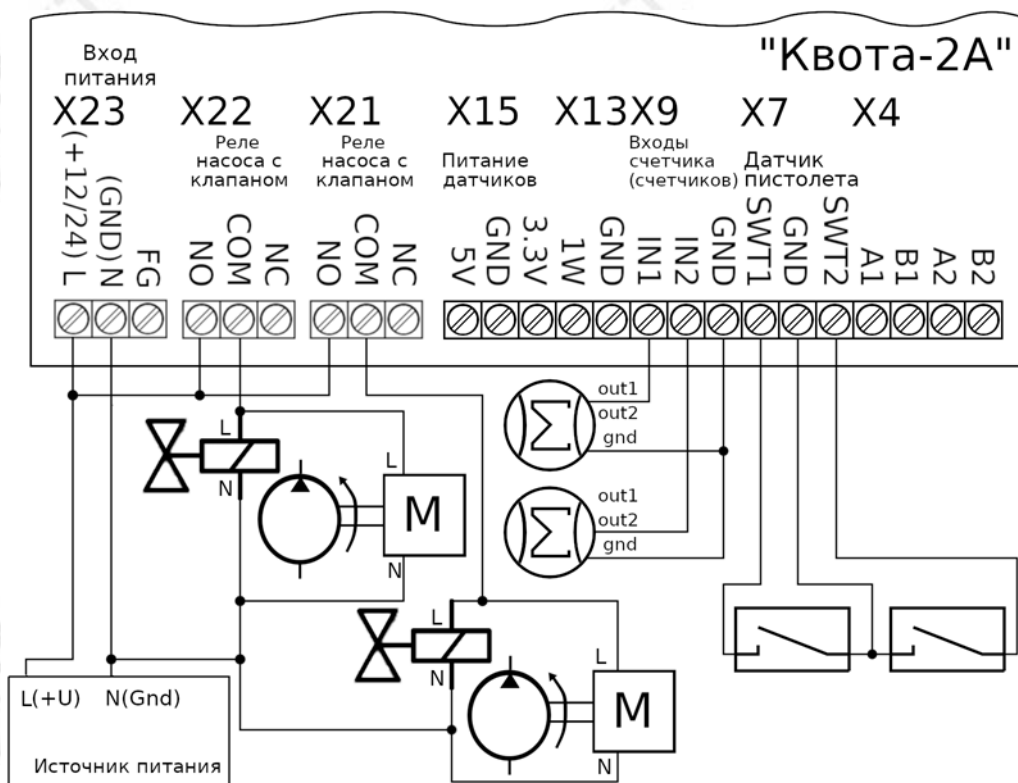 "Квота-2А"
Вход
питания
X23 X22 X21 X15 X13 X9 X7 X4
Реле
насоса с
клапаном
Реле
насоса с
клапаном
Питание
датчиков
Входы
счетчика
(счетчиков)
Датчик
пистолета
(+12/24) L
(GND) N
FG
NO
COM
NC
NO
COM
NC
5V
GND
3.3V
1W
GND
IN1
IN2
GND
SWT1
GND
SWT2
A1
B1
A2
B2
out1
out2
gnd
L
N
L
M
N
out1
out2
gnd
L
N
L
M
N
L(+U) N(Gnd)
Источник питания